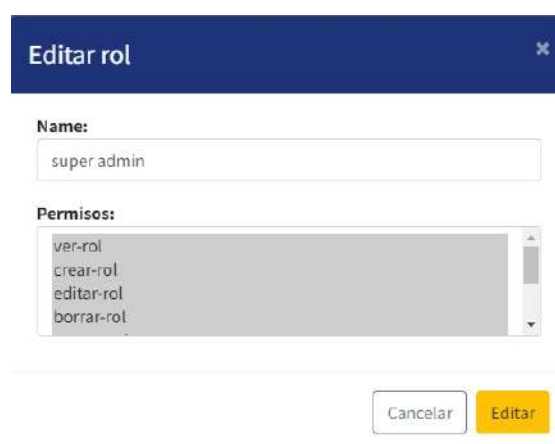 Editar rol
×
Name:
super admin
Permisos:
ver-rol
crear-rol
editar-rol
borrar-rol
Cancelar Editar